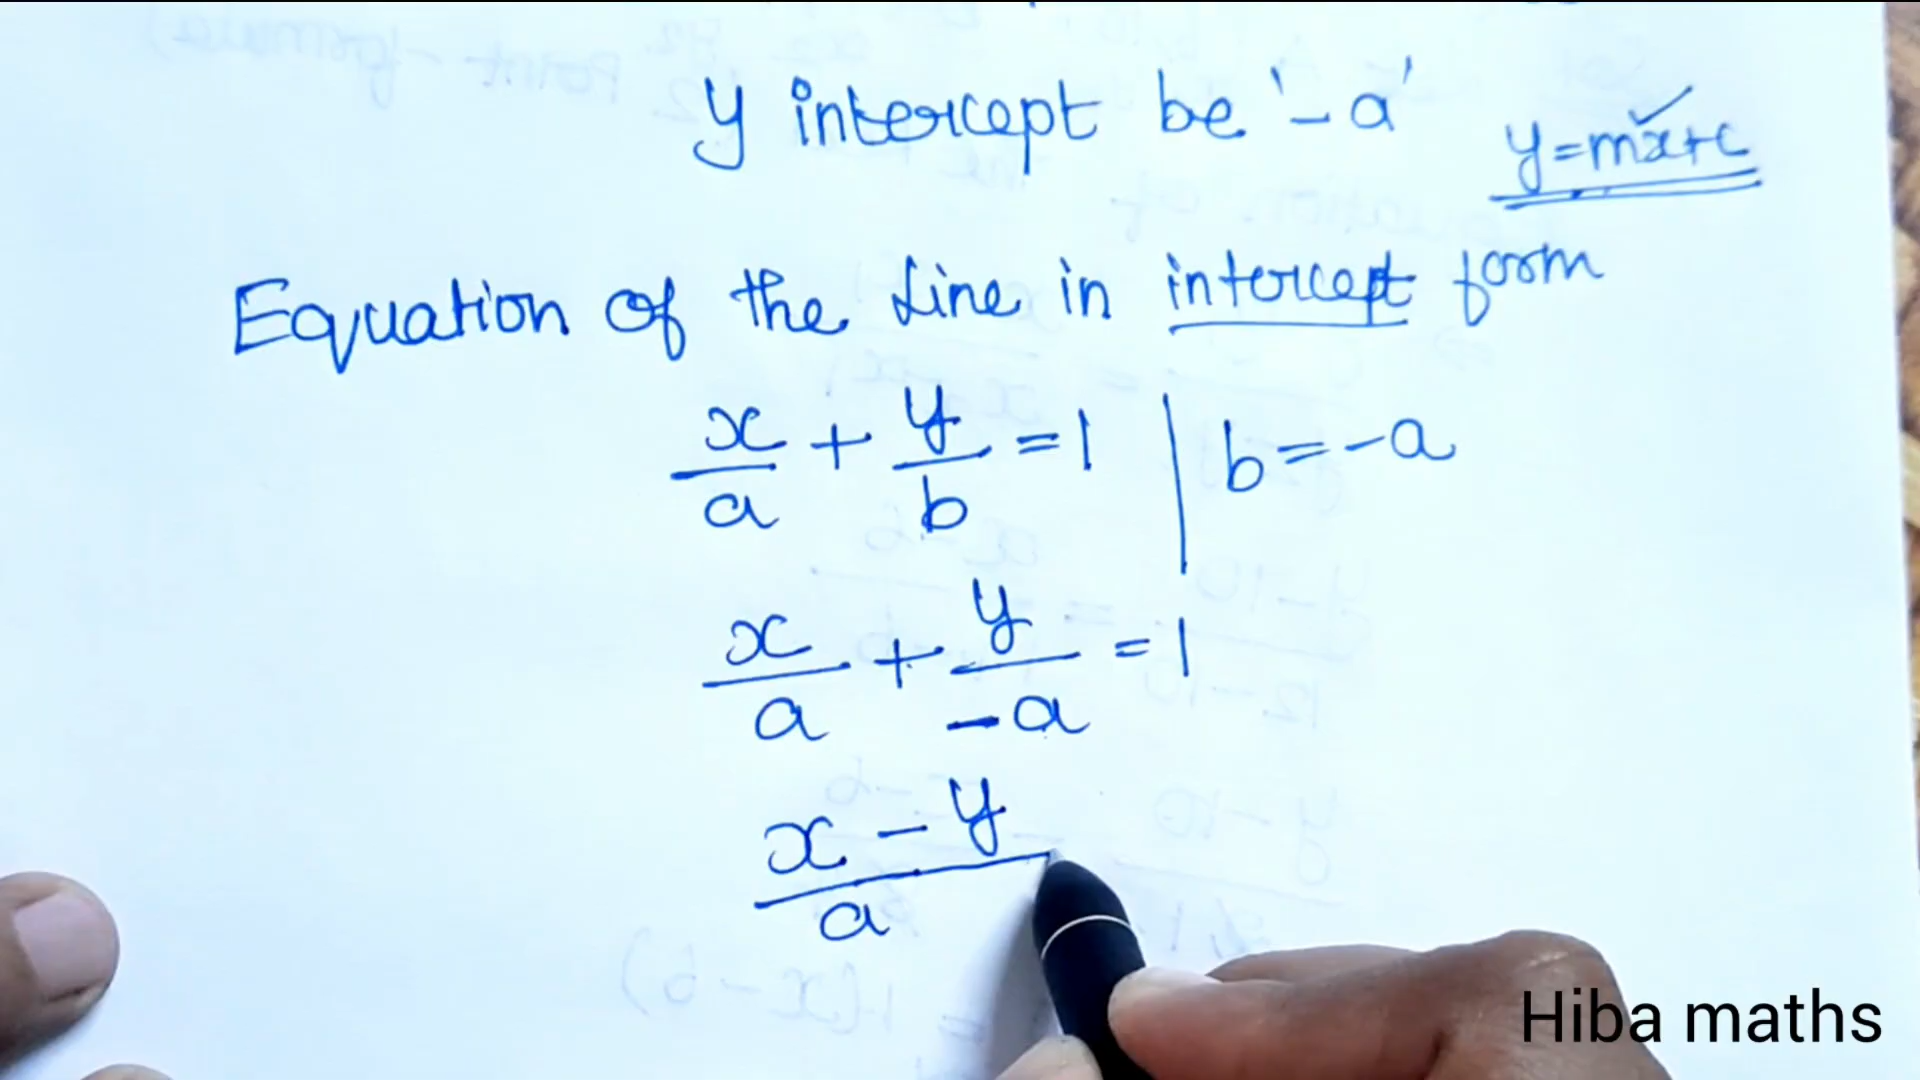 y intercept be '-a'
y=mx+c
Equation of the line in intercept form
x/a + y/b = 1 | b = -a
x/a + y/-a = 1
x - y
a
Hiba maths